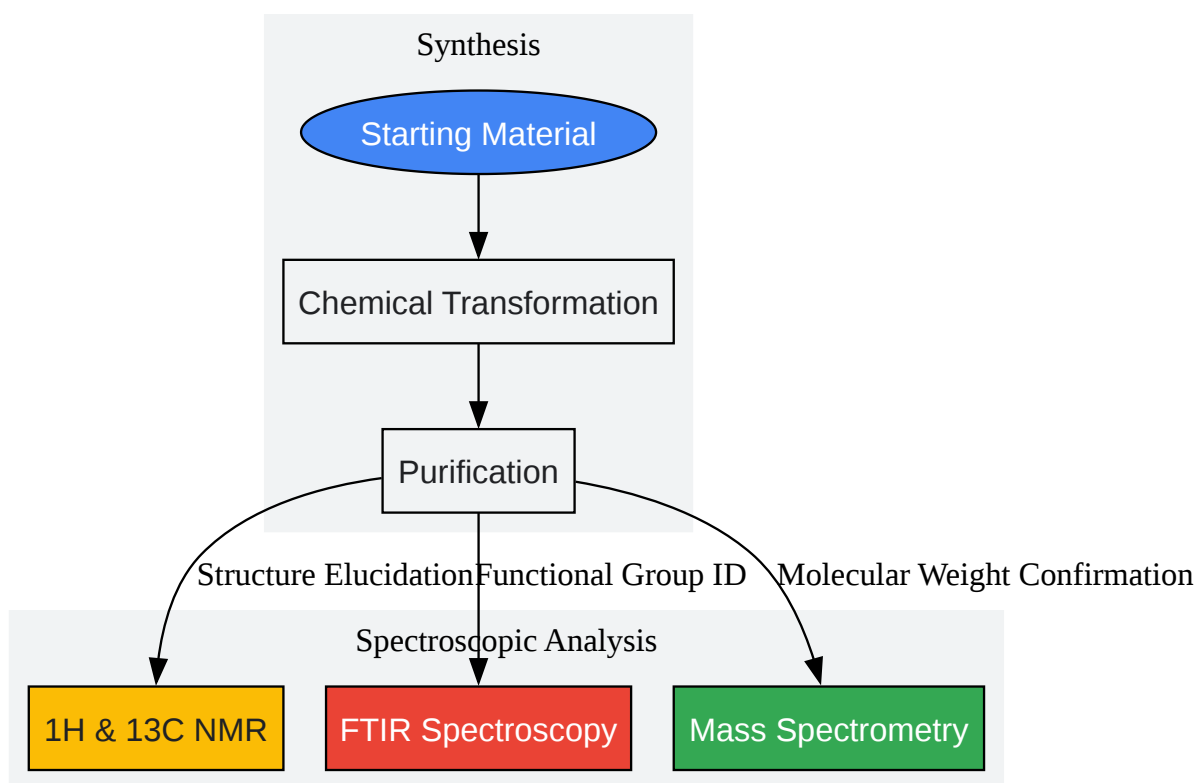 Synthesis
Starting Material
Chemical Transformation
Purification
Structure Elucidation
Functional Group ID
Molecular Weight Confirmation
Spectroscopic Analysis
1H & 13C NMR
FTIR Spectroscopy
Mass Spectrometry